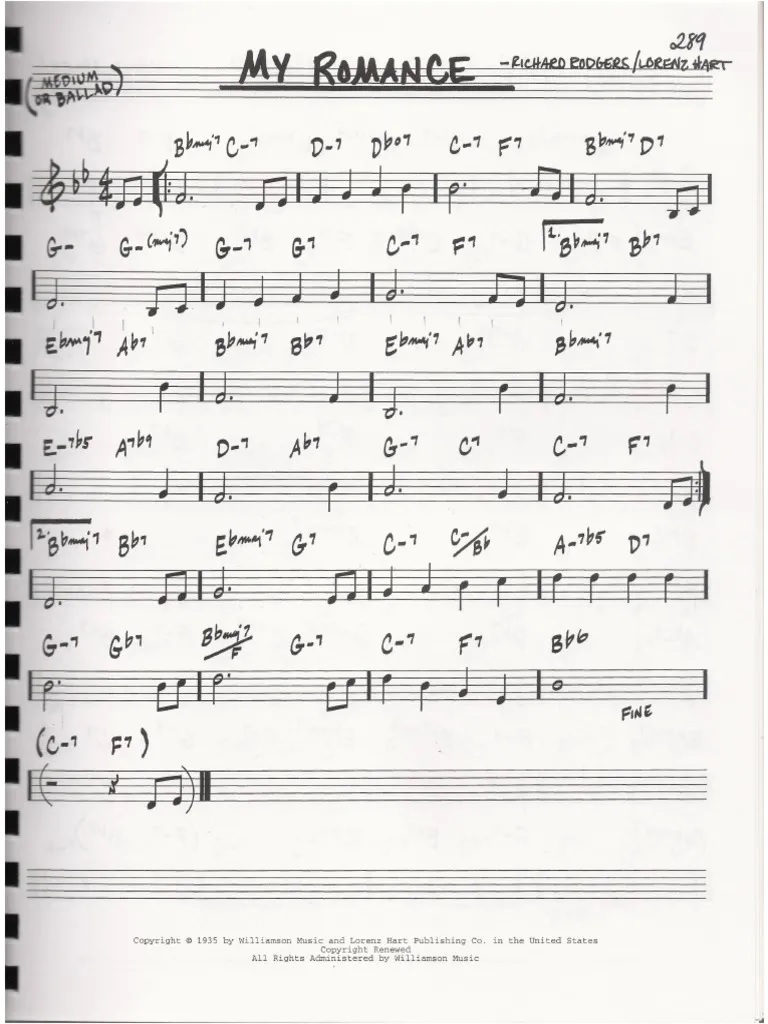 289
MY ROMANCE
-RICHARD RODGERS/LORENZ HART
(MEDIUM
OR BALLAD)
Bbmaj7 C-7 D-7 Dbo7 C-7 F7 Bbmaj7 D7
G- G-(maj7) G-7 G7 C-7 F7 1. Bbmaj7 Bb7
Ebmaj7 Ab7 Bbmaj7 Bb7 Ebmaj7 Ab7 Bbmaj7
E-7b5 A7b9 D-7 Ab7 G-7 C7 C-7 F7
2. Bbmaj7 Bb7 Ebmaj7 G7 C-7 C-/Bb A-7b5 D7
G-7 Gb7 Bbmaj7/F G-7 C-7 F7 Bb6
FINE
(C-7 F7)
Copyright © 1935 by Williamson Music and Lorenz Hart Publishing Co. in the United States
Copyright Renewed
All Rights Administered by Williamson Music